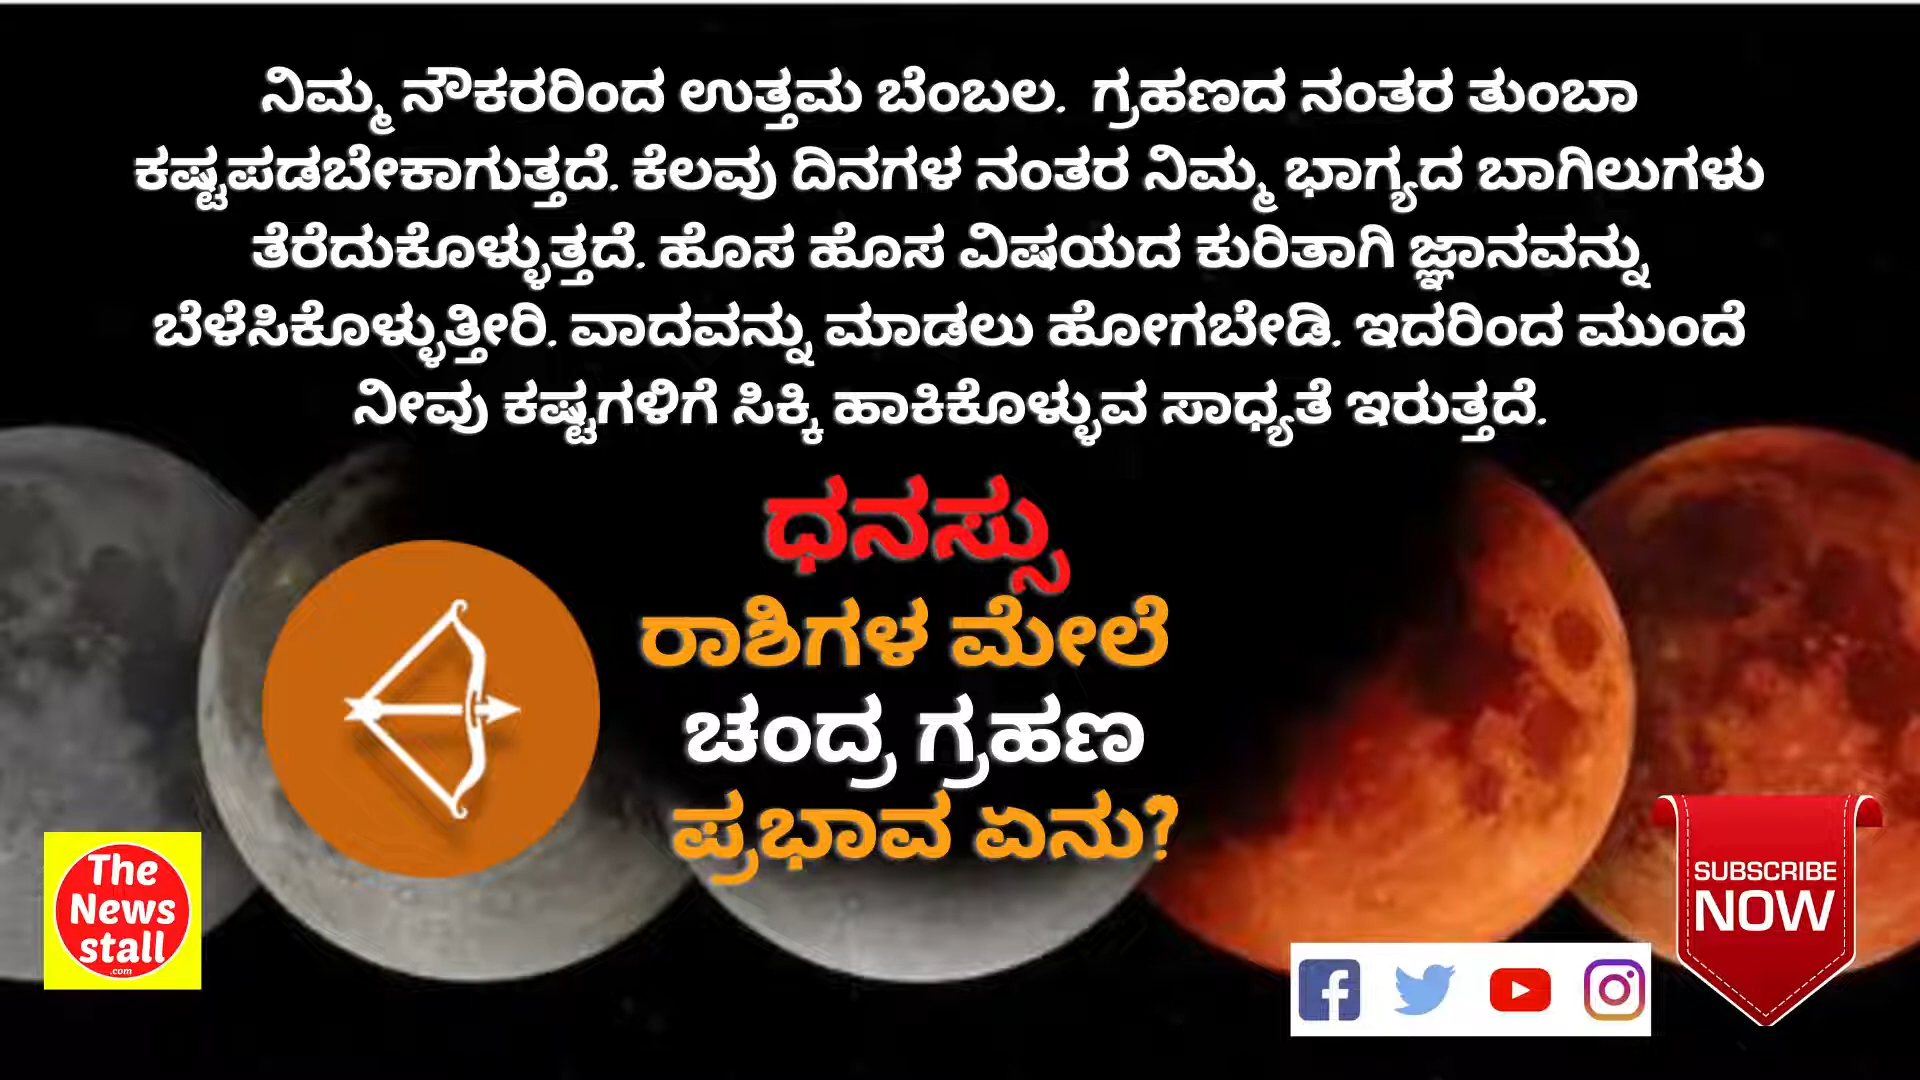 ನಿಮ್ಮ ನೌಕರರಿಂದ ಉತ್ತಮ ಬೆಂಬಲ. ಗ್ರಹಣದ ನಂತರ ತುಂಬಾ
ಕಷ್ಟಪಡಬೇಕಾಗುತ್ತದೆ. ಕೆಲವು ದಿನಗಳ ನಂತರ ನಿಮ್ಮ ಭಾಗ್ಯದ ಬಾಗಿಲುಗಳು
ತೆರೆದುಕೊಳ್ಳುತ್ತದೆ. ಹೊಸ ಹೊಸ ವಿಷಯದ ಕುರಿತಾಗಿ ಜ್ಞಾನವನ್ನು
ಬೆಳೆಸಿಕೊಳ್ಳುತ್ತೀರಿ. ವಾದವನ್ನು ಮಾಡಲು ಹೋಗಬೇಡಿ. ಇದರಿಂದ ಮುಂದೆ
ನೀವು ಕಷ್ಟಗಳಿಗೆ ಸಿಕ್ಕಿ ಹಾಕಿಕೊಳ್ಳುವ ಸಾಧ್ಯತೆ ಇರುತ್ತದೆ.
ಧನಸ್ಸು
ರಾಶಿಗಳ ಮೇಲೆ
ಚಂದ್ರ ಗ್ರಹಣ
ಪ್ರಭಾವ ಏನು?
The
News
stall
.com
SUBSCRIBE
NOW